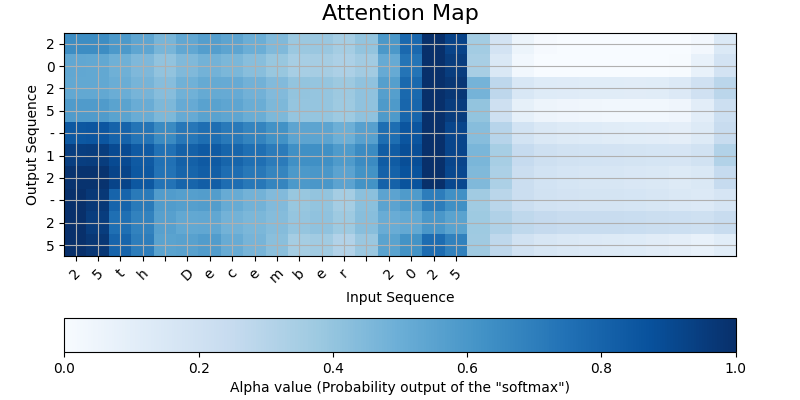 Attention Map
Output Sequence
2
0
2
5
-
1
2
-
2
5
2 5 t h D e c e m b e r 2 0 2 5
Input Sequence
0.0 0.2 0.4 0.6 0.8 1.0
Alpha value (Probability output of the "softmax")